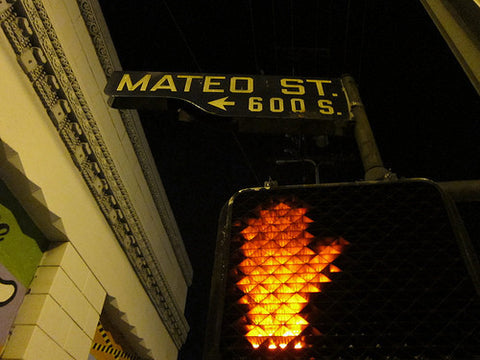 MATEO ST.
← 600 S.